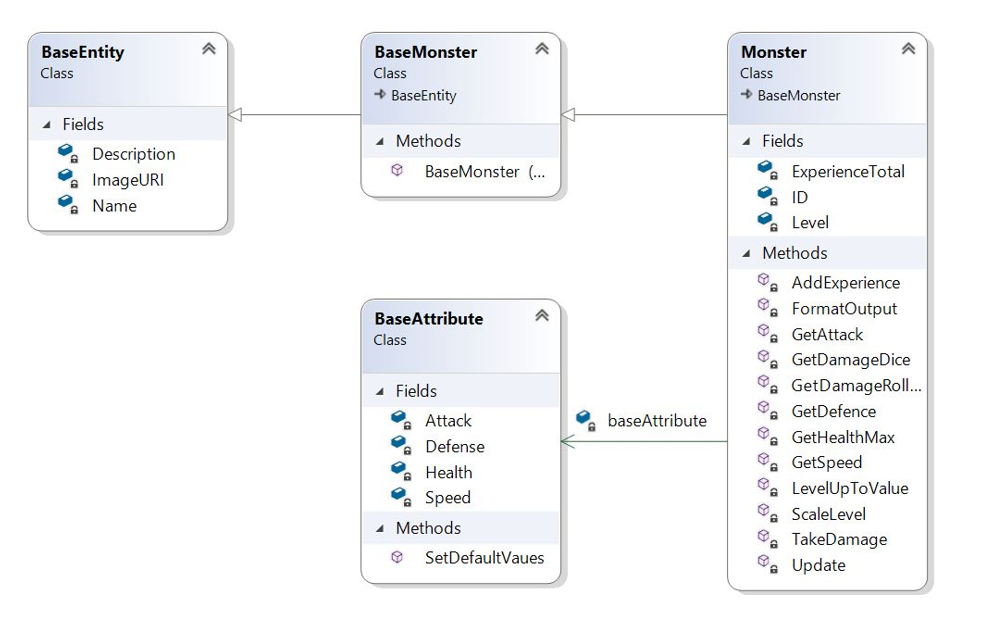 BaseEntity
Class
Fields
Description
ImageURI
Name
BaseMonster
Class
BaseEntity
Methods
BaseMonster (...
Monster
Class
BaseMonster
Fields
ExperienceTotal
ID
Level
Methods
AddExperience
FormatOutput
GetAttack
GetDamageDice
GetDamageRoll...
GetDefence
GetHealthMax
GetSpeed
LevelUpToValue
ScaleLevel
TakeDamage
Update
BaseAttribute
Class
Fields
Attack
Defense
Health
Speed
Methods
SetDefaultVaues
baseAttribute